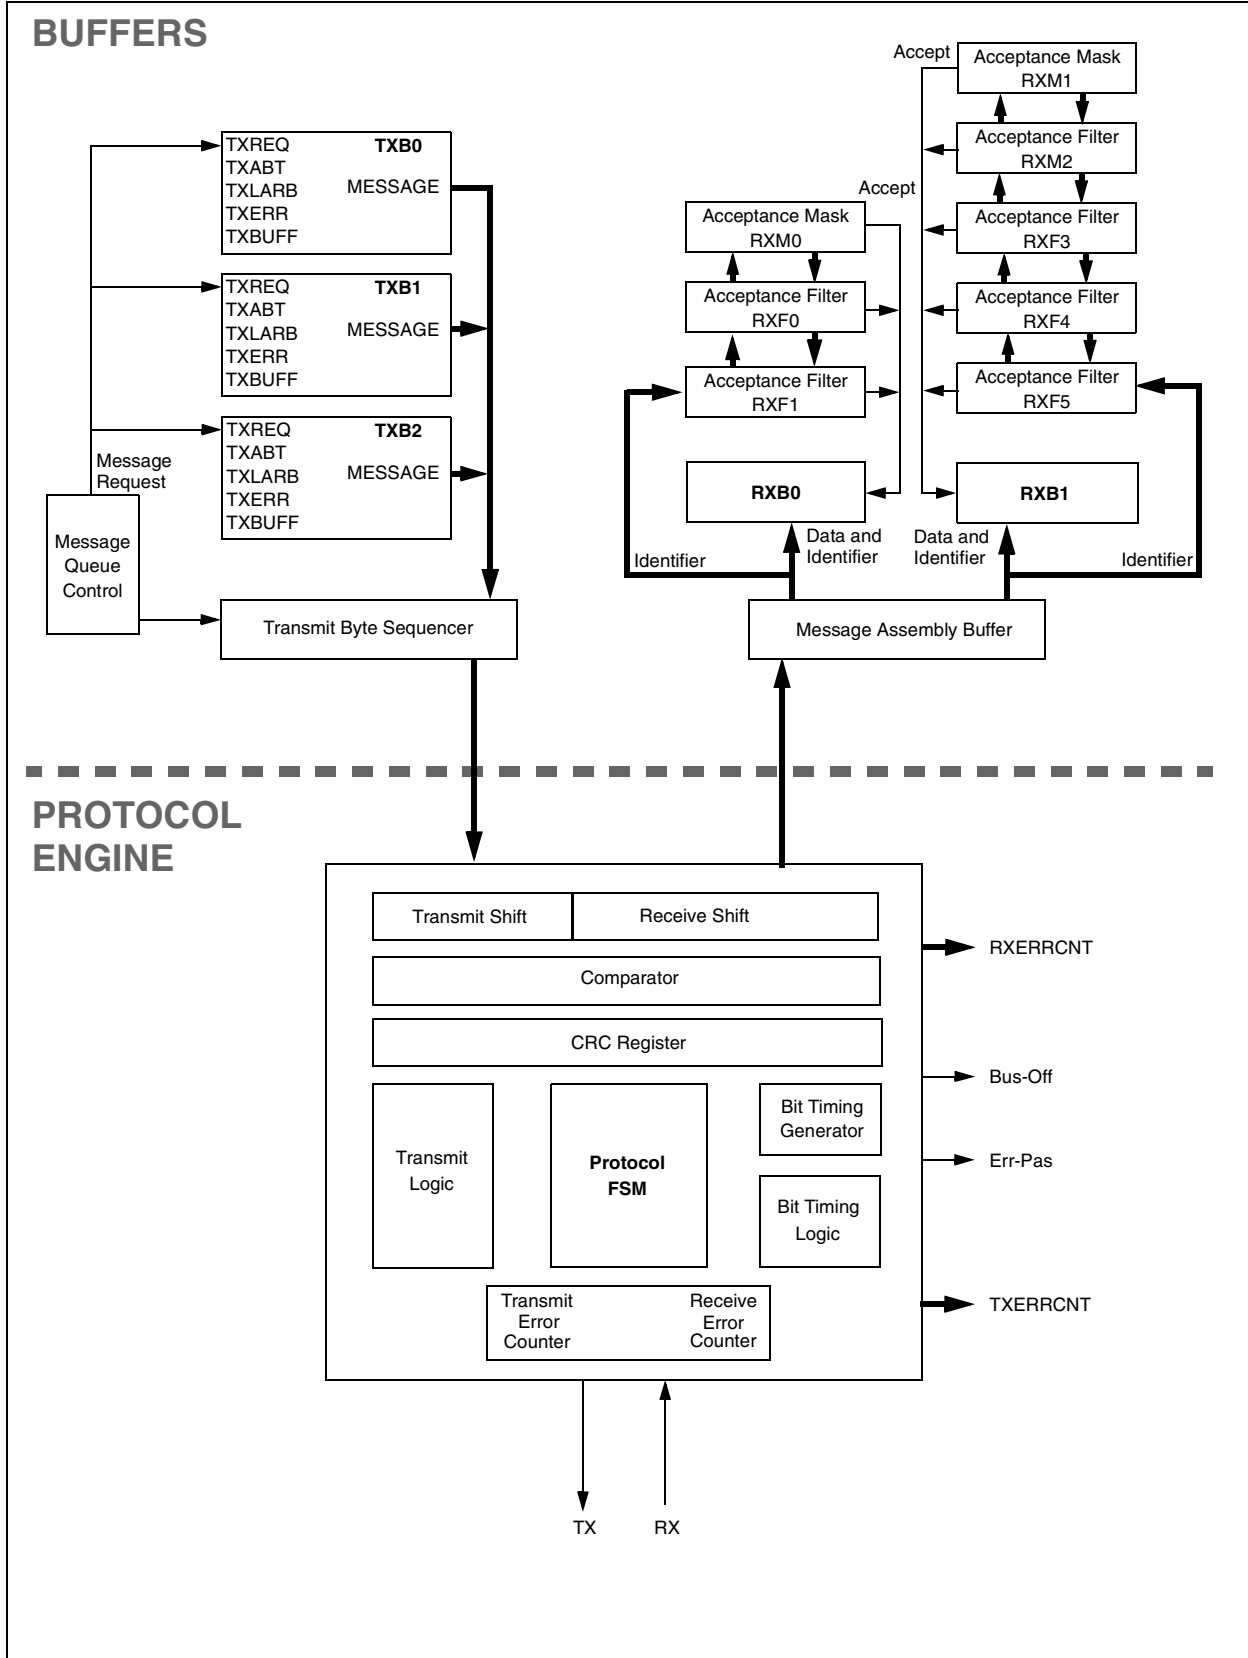 BUFFERS
TXREQ TXB0
TXABT
TXLARB MESSAGE
TXERR
TXBUFF
TXREQ TXB1
TXABT
TXLARB MESSAGE
TXERR
TXBUFF
TXREQ TXB2
TXABT
TXLARB MESSAGE
TXERR
TXBUFF
Message
Request
Message
Queue
Control
Transmit Byte Sequencer
Accept
Acceptance Mask
RXM1
Acceptance Filter
RXM2
Accept
Acceptance Mask
RXM0
Acceptance Filter
RXF3
Acceptance Filter
RXF0
Acceptance Filter
RXF4
Acceptance Filter
RXF1
Acceptance Filter
RXF5
RXB0
RXB1
Identifier
Data and
Identifier
Data and
Identifier
Identifier
Message Assembly Buffer
PROTOCOL
ENGINE
Transmit Shift
Receive Shift
Comparator
CRC Register
Transmit
Logic
Protocol
FSM
Bit Timing
Generator
Bit Timing
Logic
Transmit
Error
Counter
Receive
Error
Counter
RXERRCNT
Bus-Off
Err-Pas
TXERRCNT
TX
RX